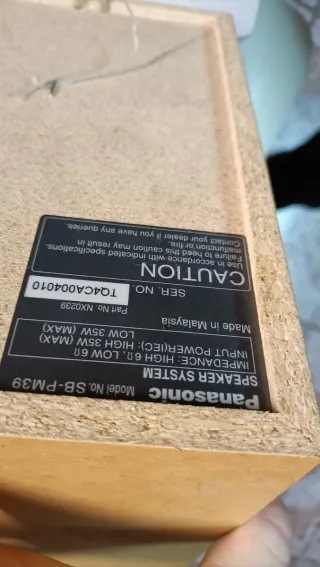 Panasonic Model No. SB-PM39
SPEAKER SYSTEM
IMPEDANCE: HIGH 6Ω, LOW 6Ω
INPUT POWER(IEC): HIGH 35W (MAX)
LOW 35W (MAX)
Made in Malaysia
Part No. NX0239
SER. NO. TQ4CA004010
CAUTION
Use in accordance with indicated specifications.
Failure to heed this caution may result in
malfunction or fire.
Contact your dealer if you have any queries.